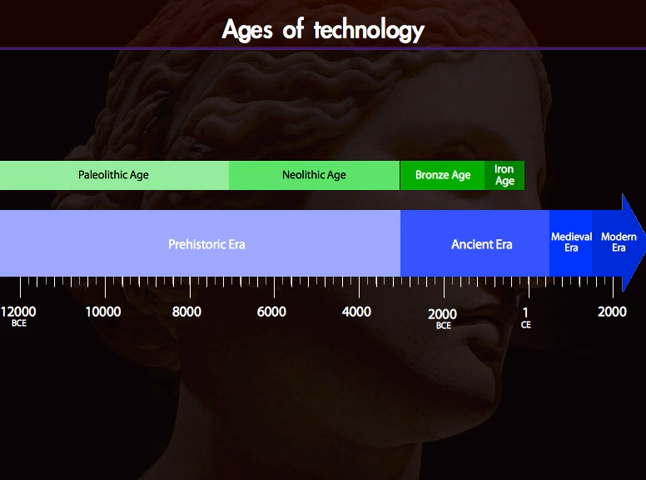 Ages of technology
Paleolithic Age
Neolithic Age
Bronze Age
Iron
Age
Prehistoric Era
Ancient Era
Medieval
Era
Modern
Era
12000
BCE
10000
8000
6000
4000
2000
BCE
1
CE
2000